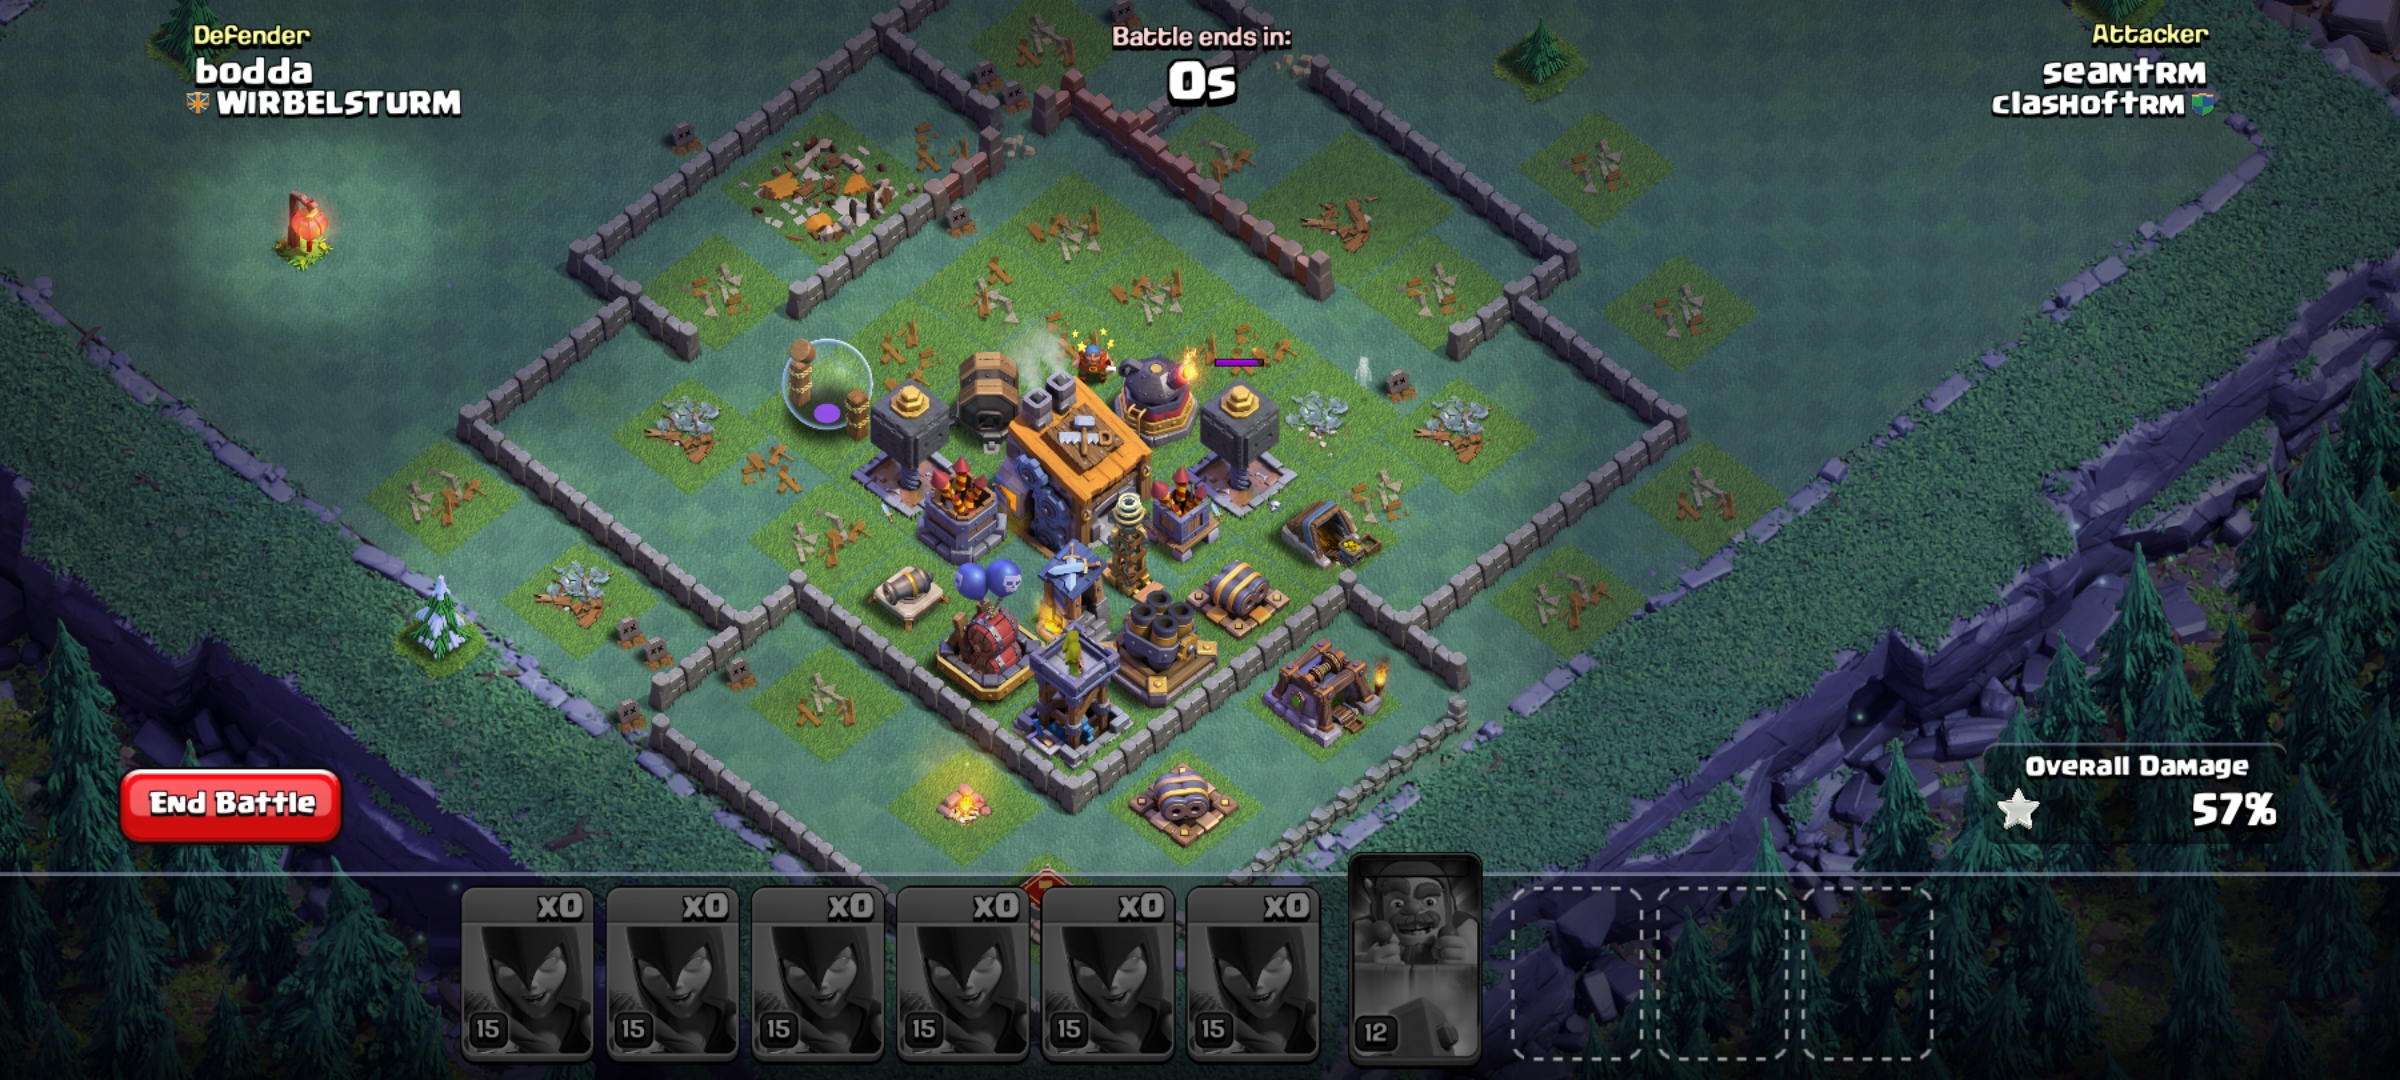 Defender
bodda
WIRBELSTURM
Battle ends in:
0s
Attacker
seantRM
clashoftRM
End Battle
Overall Damage
57%
x0
x0
x0
x0
x0
x0
15
15
15
15
15
15
12